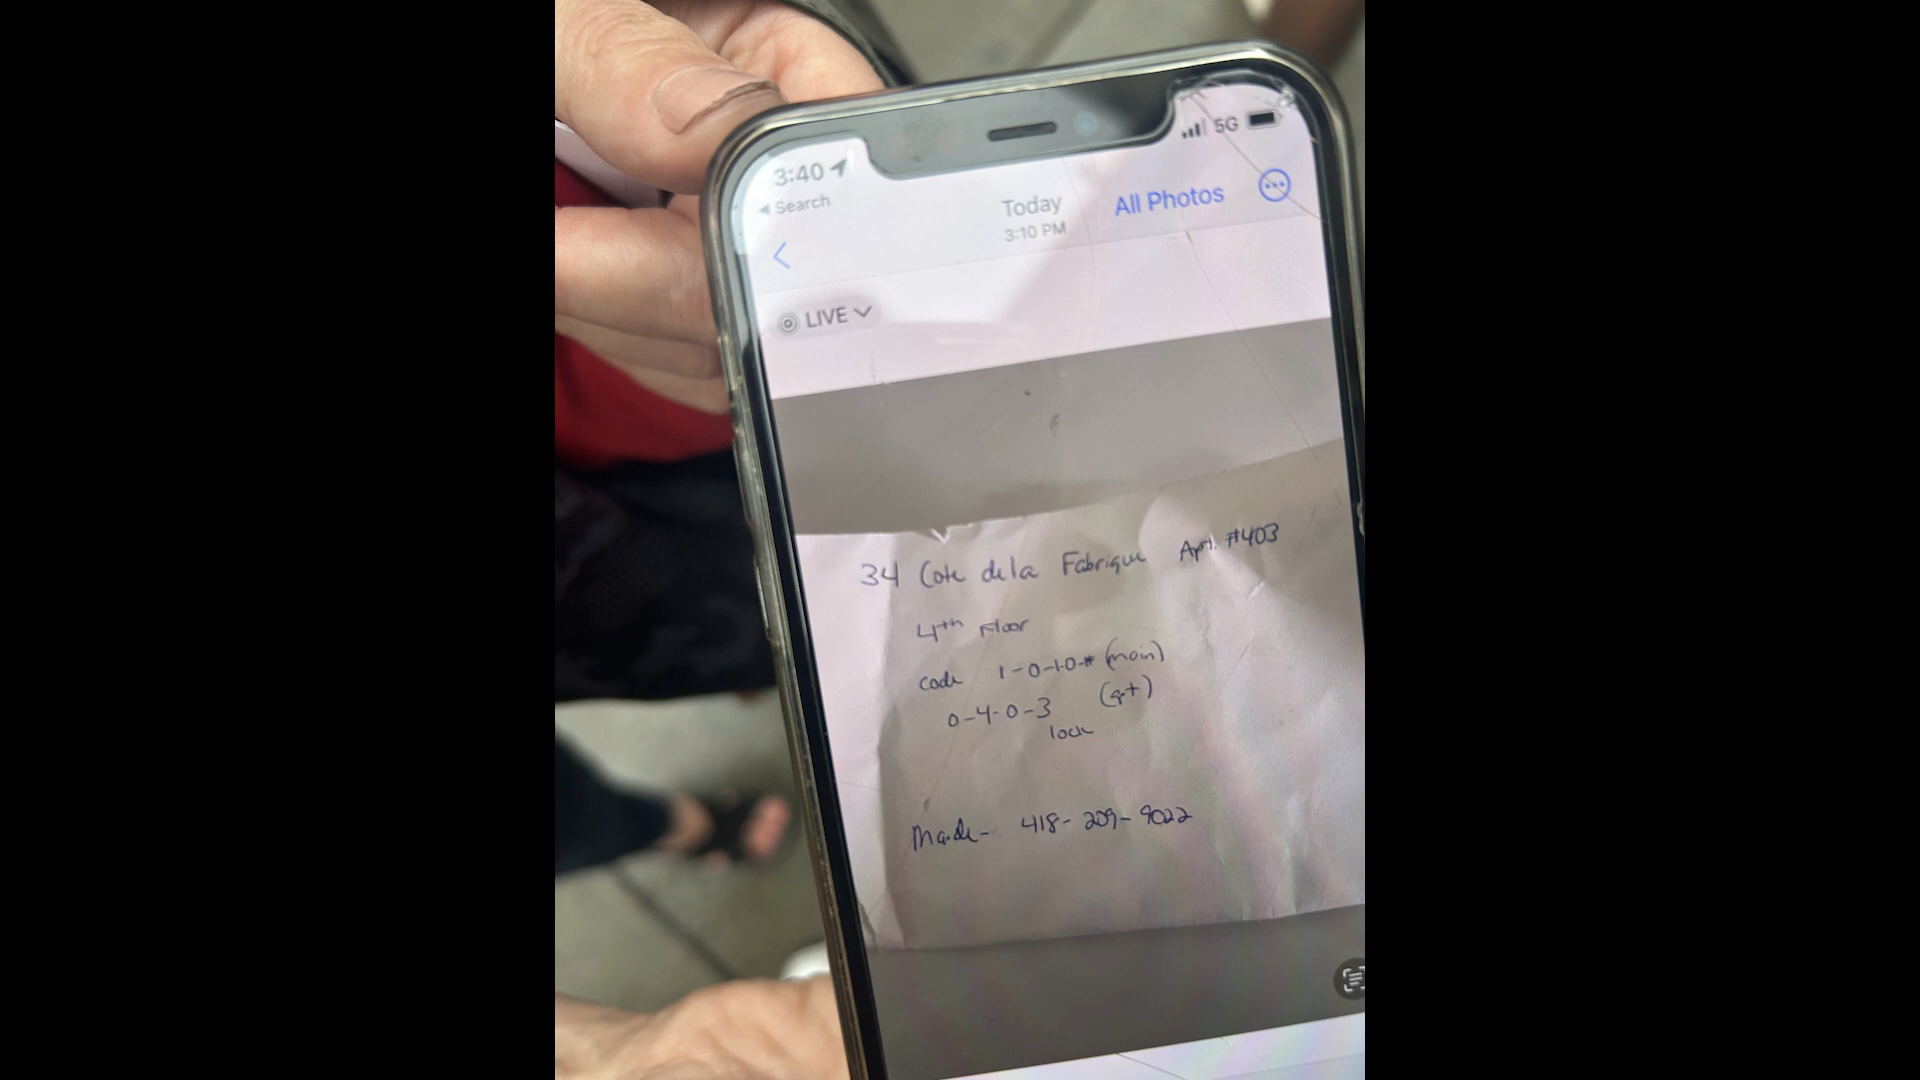 3:40
5G
Search
Today
3:10 PM
All Photos
LIVE
34 Cote de la Fabrique Apt. #403
4th Floor
code 1-0-1-0-* (main)
0-4-0-3 (apt)
lock
418-209-9022